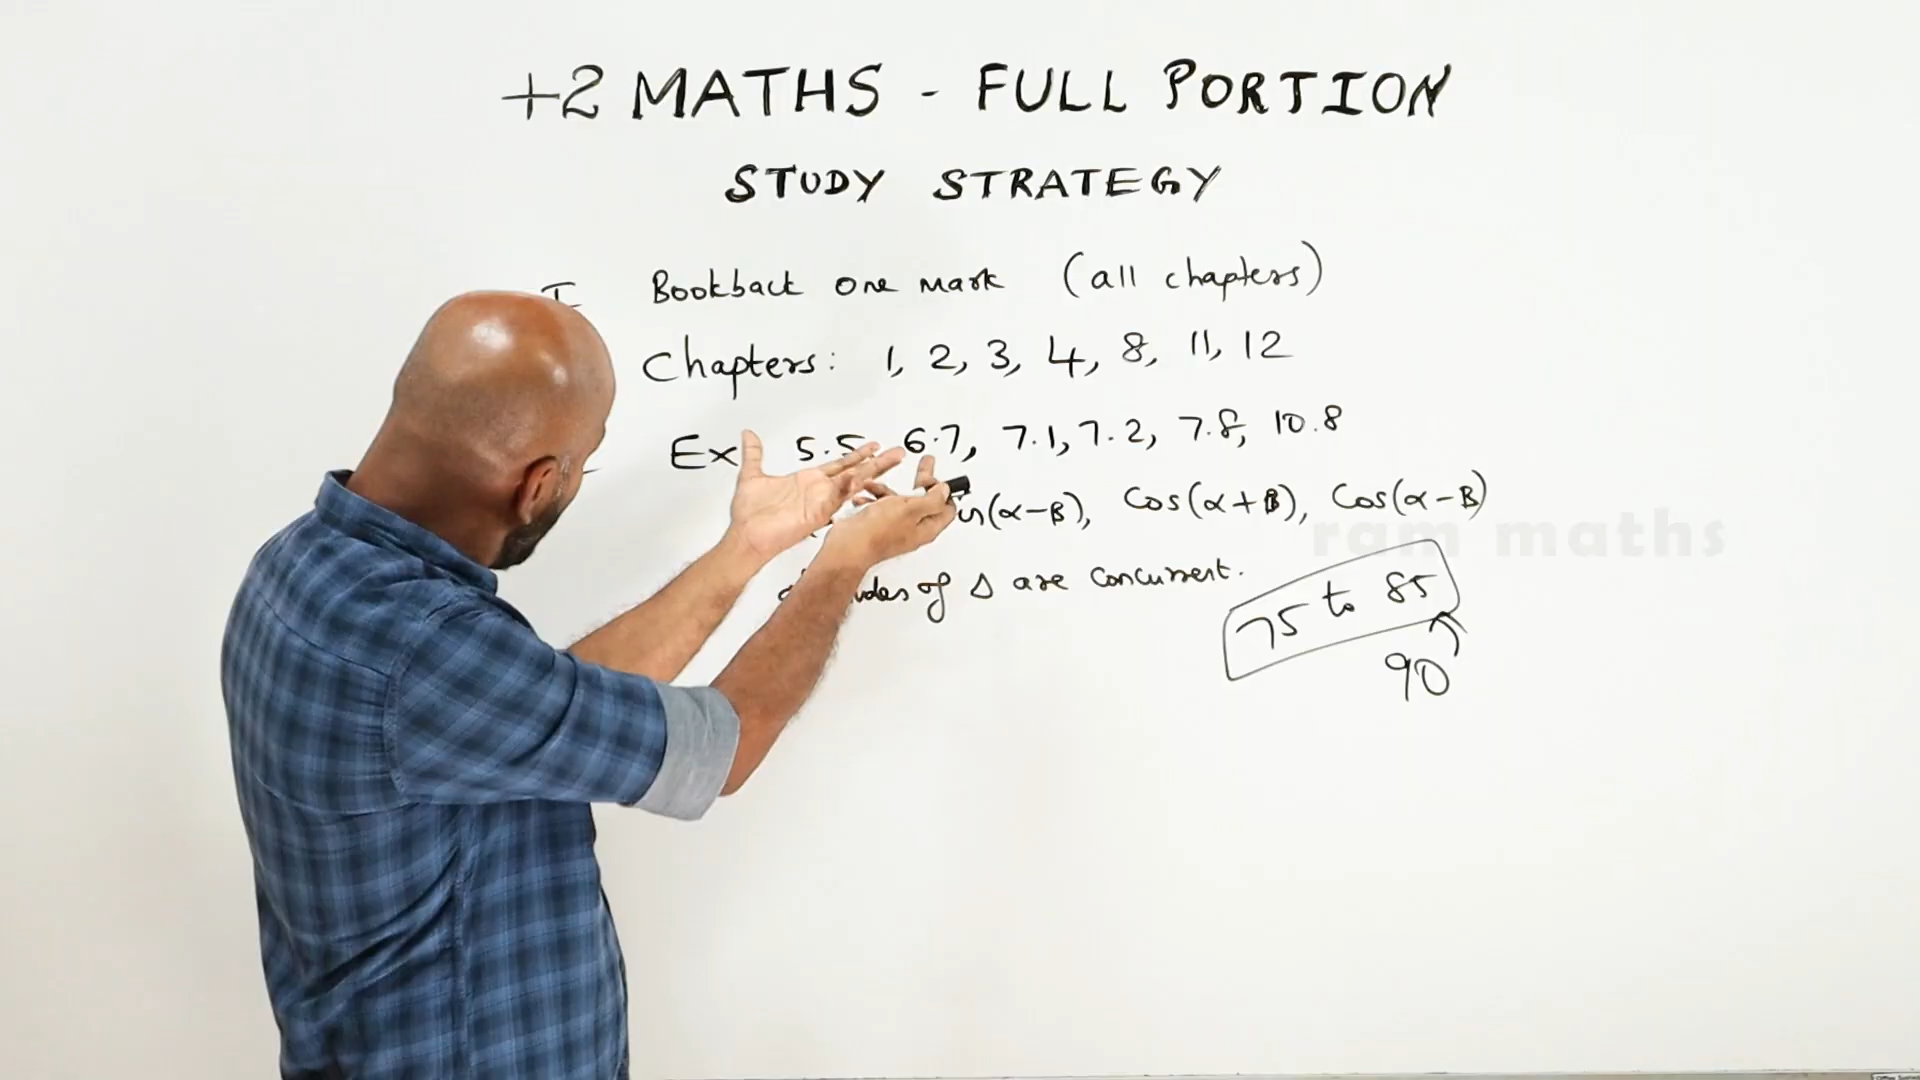 +2 MATHS - FULL PORTION
STUDY STRATEGY
I Bookback one mark (all chapters)
Chapters: 1, 2, 3, 4, 8, 11, 12
Ex 5.5, 6.7, 7.1, 7.2, 7.8, 10.8
(α-β), Cos(α+β), Cos(α-β)
ram maths
of Δ are concurrent.
75 to 85
90